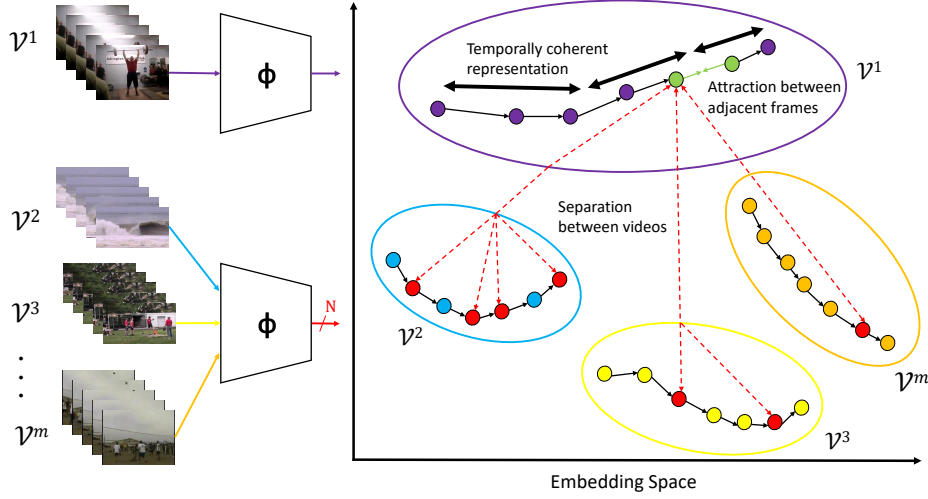 𝒱¹
ϕ
𝒱²
𝒱³
ϕ
N
𝒱ᵐ
Temporally coherent
representation
𝒱¹
Attraction between
adjacent frames
Separation
between videos
𝒱²
𝒱ᵐ
𝒱³
Embedding Space